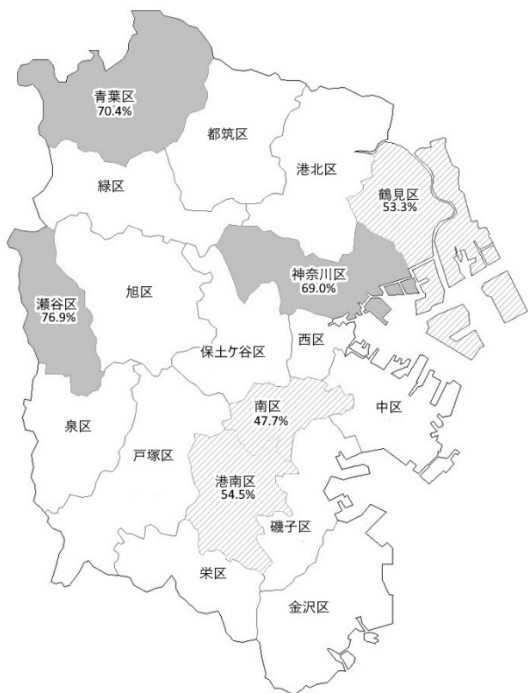 青葉区
70.4%
都筑区
港北区
緑区
鶴見区
53.3%
神奈川区
69.0%
瀬谷区
76.9%
旭区
保土ケ谷区
西区
南区
47.7%
中区
泉区
戸塚区
港南区
54.5%
磯子区
栄区
金沢区